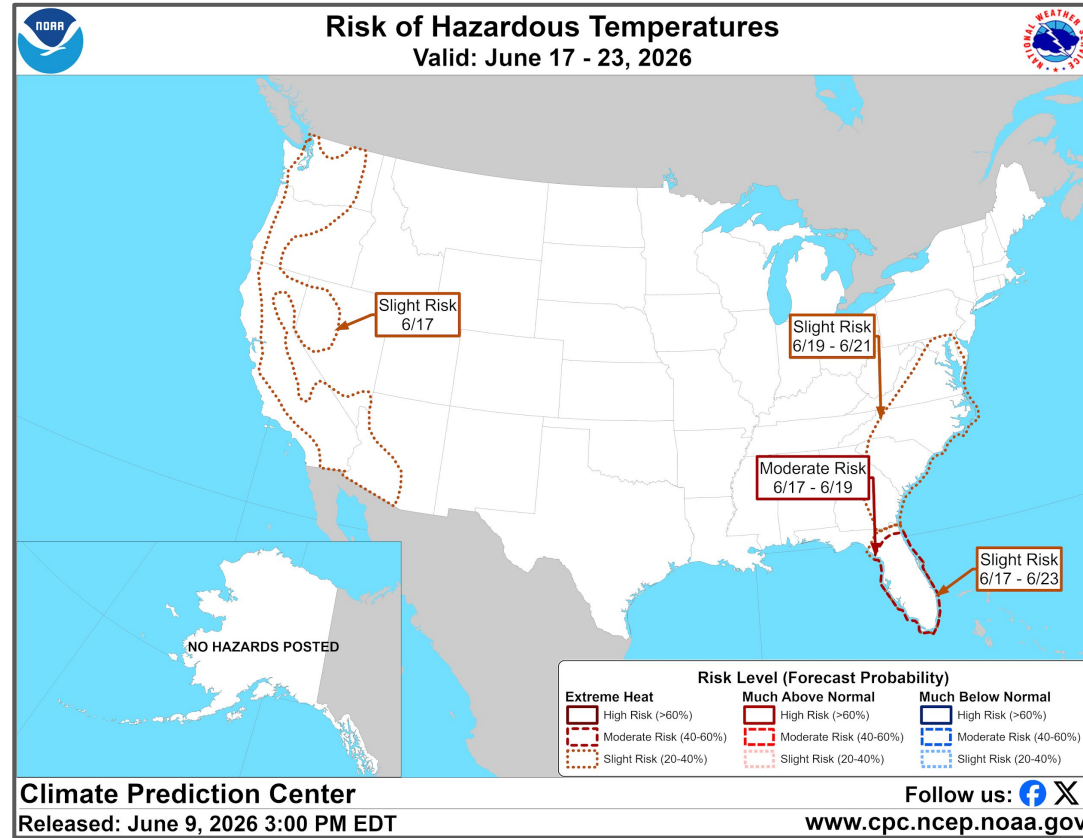 NOAA
Risk of Hazardous Temperatures
Valid: June 17 - 23, 2026
NATIONAL WEATHER SERVICE
Slight Risk
6/17
Slight Risk
6/19 - 6/21
Moderate Risk
6/17 - 6/19
Slight Risk
6/17 - 6/23
NO HAZARDS POSTED
Risk Level (Forecast Probability)
Extreme Heat
High Risk (>60%)
Moderate Risk (40-60%)
Slight Risk (20-40%)
Much Above Normal
High Risk (>60%)
Moderate Risk (40-60%)
Slight Risk (20-40%)
Much Below Normal
High Risk (>60%)
Moderate Risk (40-60%)
Slight Risk (20-40%)
Climate Prediction Center
Follow us:
Released: June 9, 2026 3:00 PM EDT
www.cpc.ncep.noaa.gov